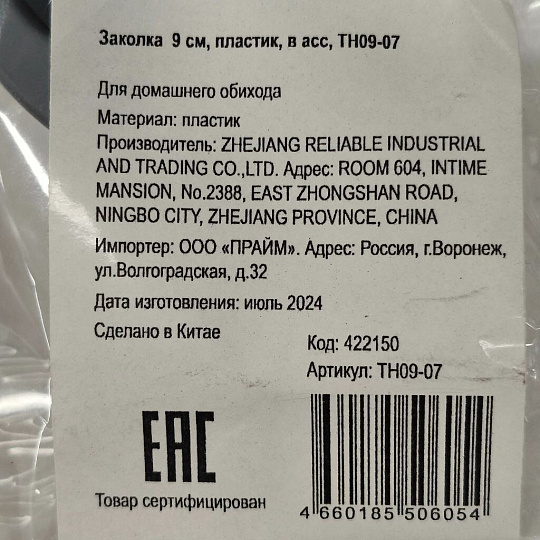 Заколка 9 см, пластик, в асс, TH09-07
Для домашнего обихода
Материал: пластик
Производитель: ZHEJIANG RELIABLE INDUSTRIAL
AND TRADING CO.,LTD. Адрес: ROOM 604, INTIME
MANSION, No.2388, EAST ZHONGSHAN ROAD,
NINGBO CITY, ZHEJIANG PROVINCE, CHINA
Импортер: ООО «ПРАЙМ». Адрес: Россия, г.Воронеж,
ул.Волгоградская, д.32
Дата изготовления: июль 2024
Сделано в Китае
Код: 422150
Артикул: TH09-07
EAC
Товар сертифицирован
4 660185 506054